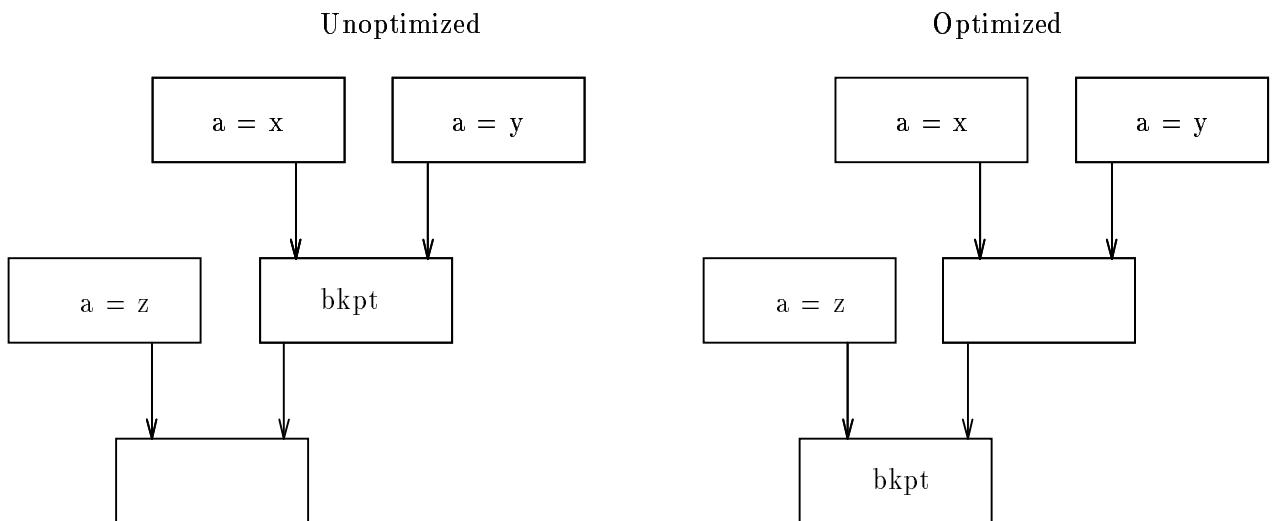 Unoptimized
Optimized
a = x
a = y
a = x
a = y
a = z
bkpt
a = z
bkpt